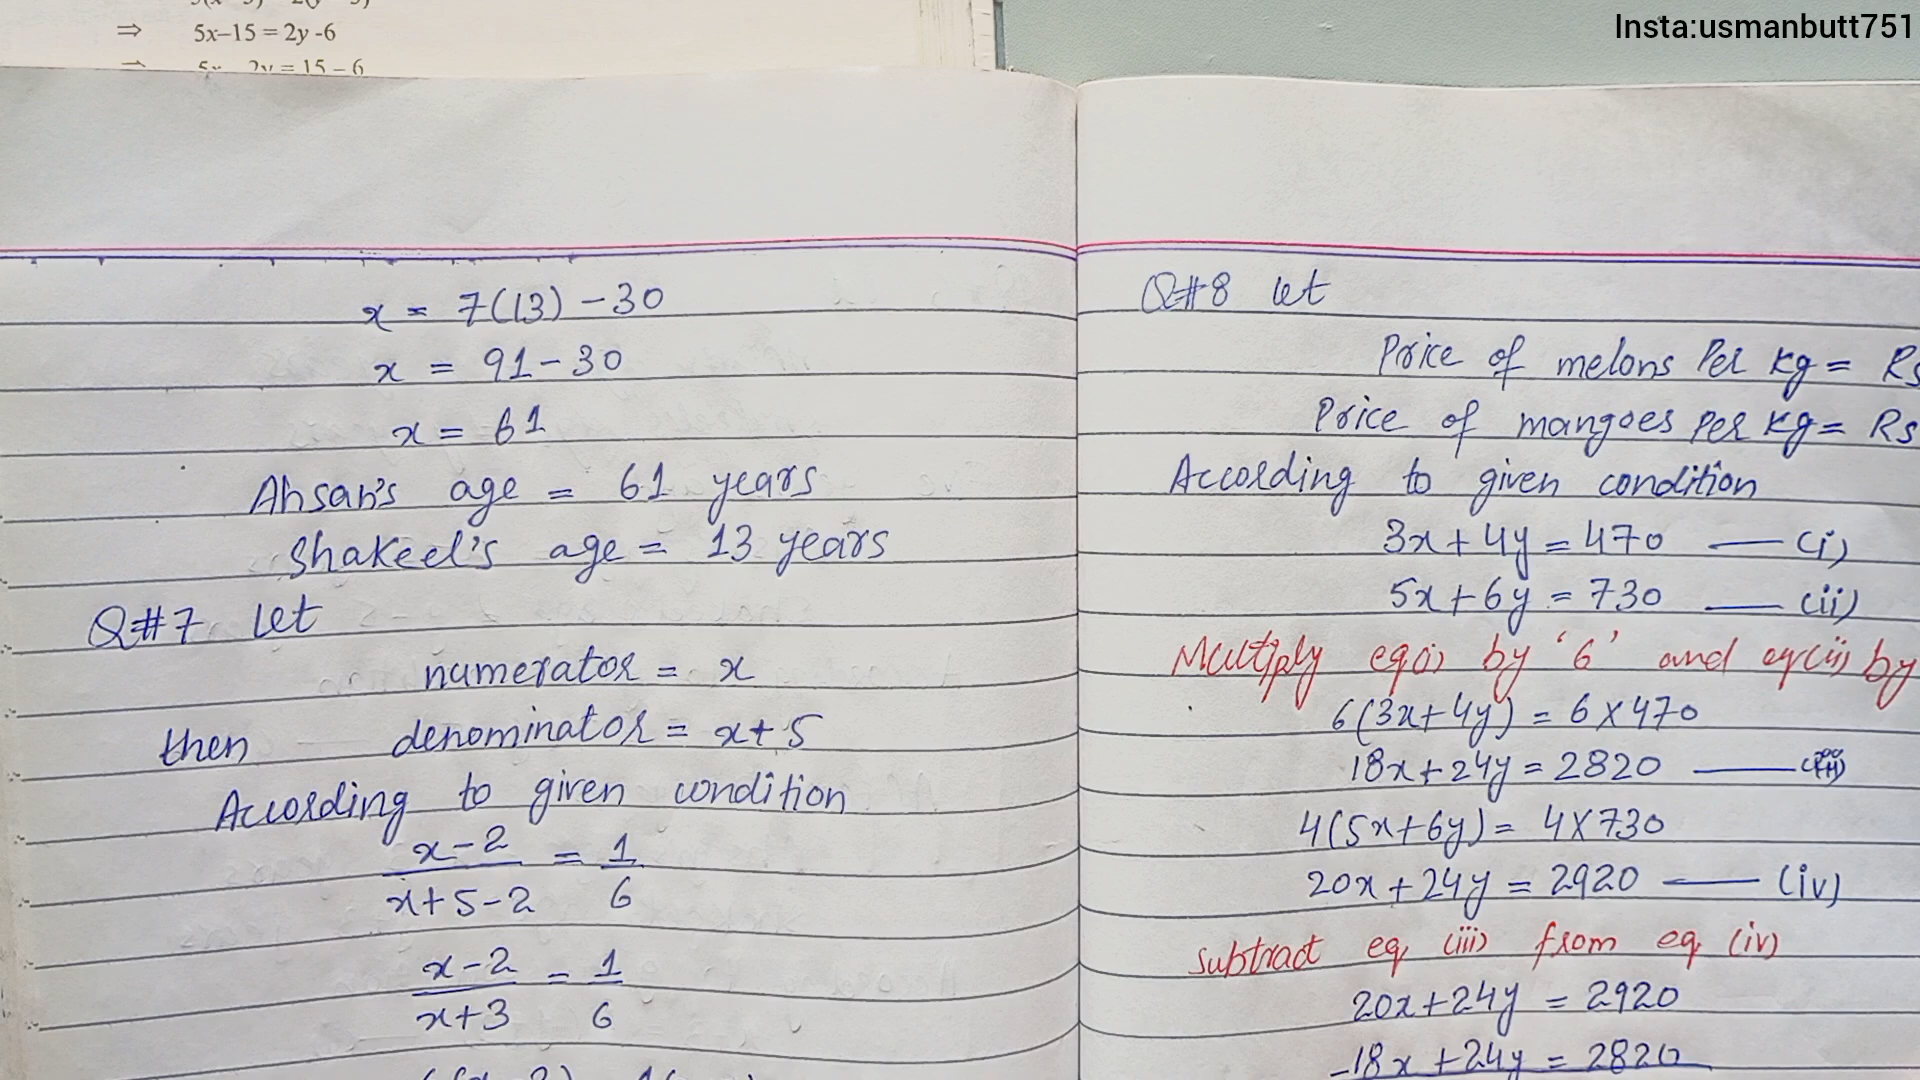 Insta:usmanbutt751
⇒ 5x–15 = 2y -6
5x 2y = 15 – 6
x = 7(13) - 30
x = 91 - 30
x = 61
Ahsan's age = 61 years
Shakeel's age = 13 years
Q#7 Let
numerator = x
then denominator = x+5
According to given condition
x-2 / x+5-2 = 1 / 6
x-2 / x+3 = 1 / 6
Q#8 Let
Price of melons Per Kg = Rs
Price of mangoes Per Kg = Rs
According to given condition
3x+4y = 470 — (i)
5x+6y = 730 — (ii)
Multiply eq(i) by '6' and eq(ii) by
6(3x+4y) = 6×470
18x+24y = 2820 — (iii)
4(5x+6y) = 4×730
20x+24y = 2920 — (iv)
Subtract eq (iii) from eq (iv)
20x+24y = 2920
-18x+24y = 2820